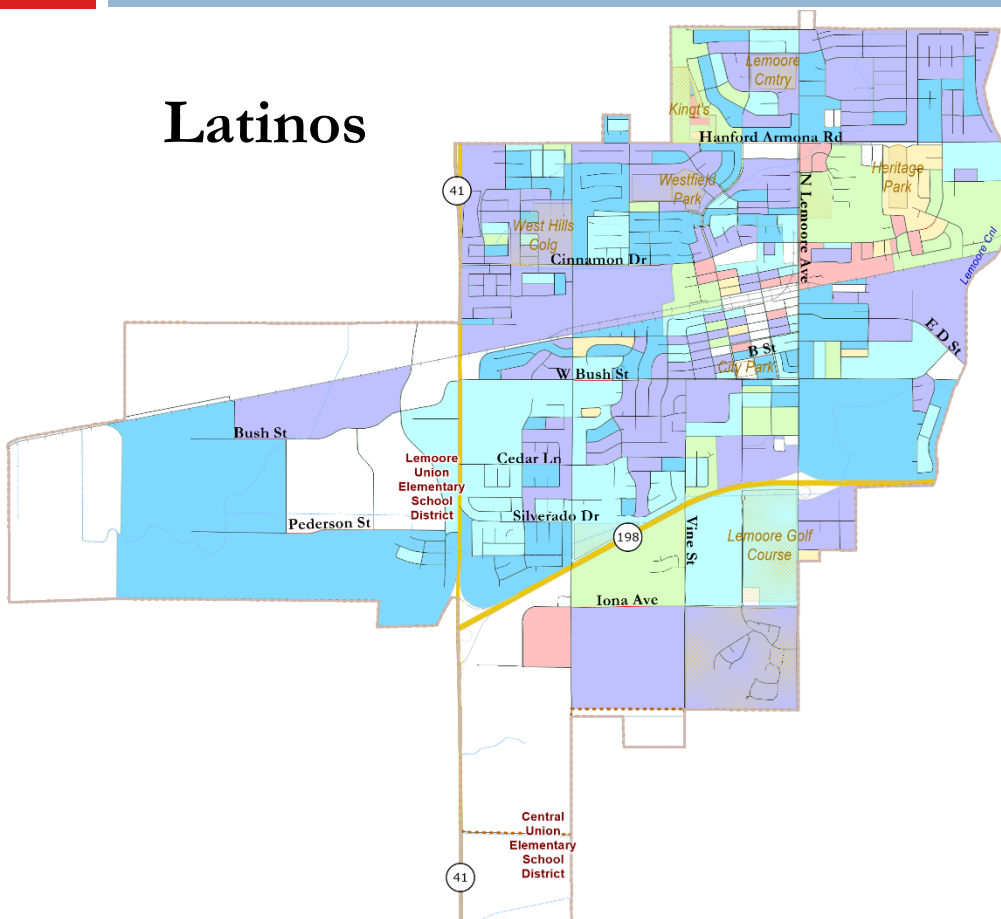 Latinos
Lemoore
Cmtry
Kingt's
Hanford Armona Rd
41
Westfield
Park
Heritage
Park
N Lemoore Ave
West Hills
Colg
Cinnamon Dr
Lemoore Cnl
E D St
B St
City Park
W Bush St
Bush St
Cedar Ln
Lemoore
Union
Elementary
School
District
Silverado Dr
Pederson St
198
Vine St
Lemoore Golf
Course
Iona Ave
Central
Union
Elementary
School
District
41